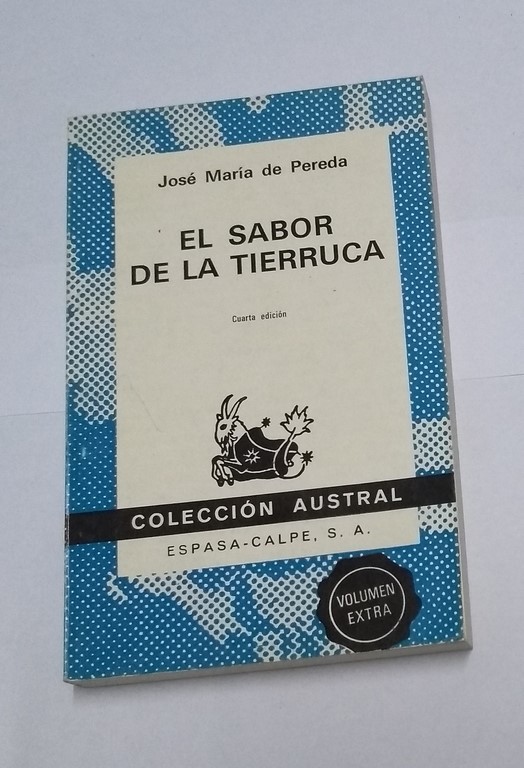 José María de Pereda
EL SABOR
DE LA TIERRUCA
Cuarta edición
COLECCIÓN AUSTRAL
ESPASA-CALPE, S. A.
VOLUMEN
EXTRA